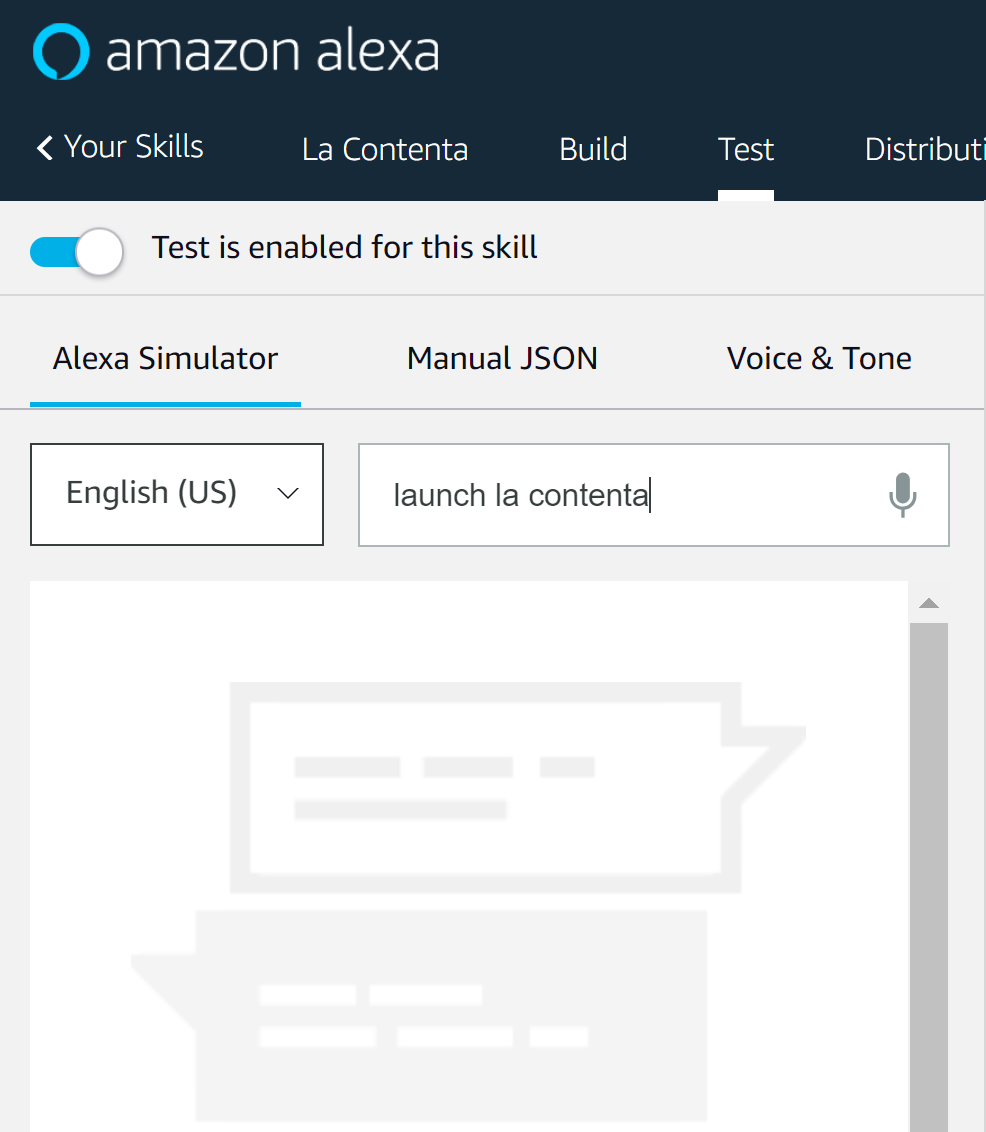 amazon alexa
Your Skills La Contenta Build Test Distributi
Test is enabled for this skill
Alexa Simulator Manual JSON Voice & Tone
English (US) launch la contenta